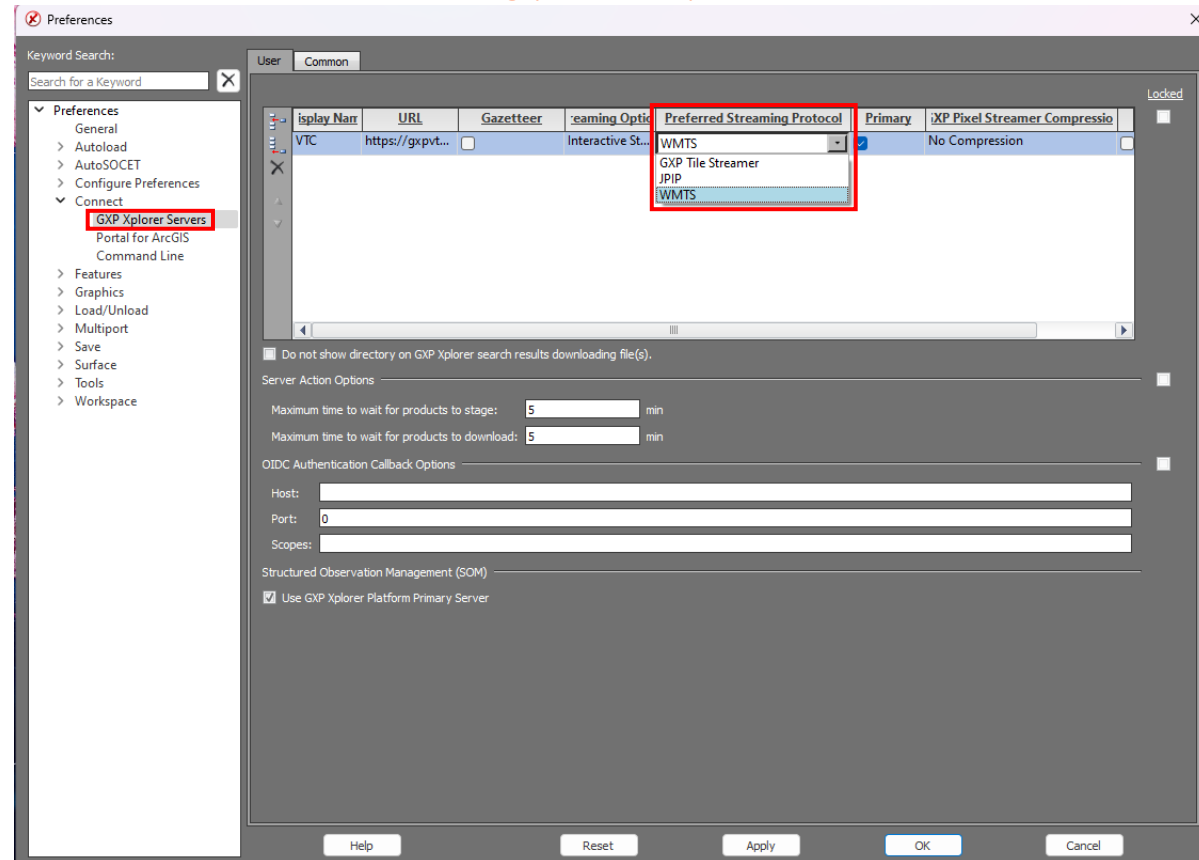 Preferences
Keyword Search:
Search for a Keyword
Preferences
General
Autoload
AutoSOCET
Configure Preferences
Connect
GXP Xplorer Servers
Portal for ArcGIS
Command Line
Features
Graphics
Load/Unload
Multiport
Save
Surface
Tools
Workspace
User Common
Locked
isplay Nam URL Gazetteer eaming Optio Preferred Streaming Protocol Primary XP Pixel Streamer Compressio
VTC https://gxpvt... Interactive St... WMTS No Compression
GXP Tile Streamer
JPIP
WMTS
Do not show directory on GXP Xplorer search results downloading file(s).
Server Action Options
Maximum time to wait for products to stage: 5 min
Maximum time to wait for products to download: 5 min
OIDC Authentication Callback Options
Host:
Port: 0
Scopes:
Structured Observation Management (SOM)
Use GXP Xplorer Platform Primary Server
Help Reset Apply OK Cancel